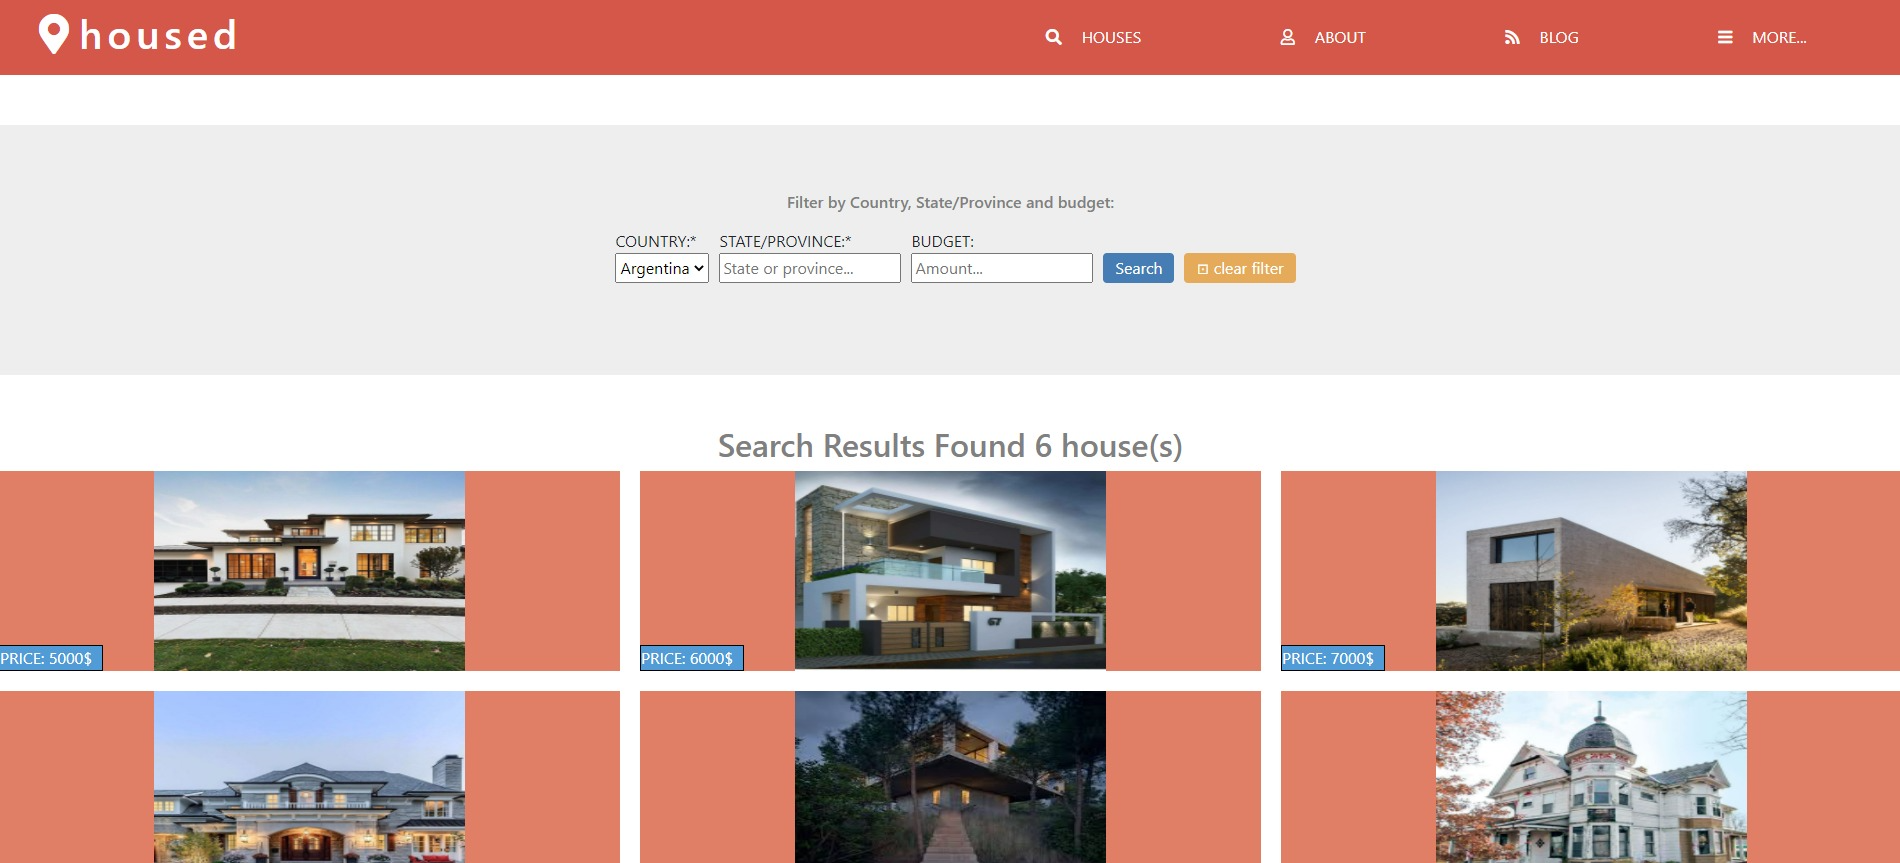 housed
HOUSES
ABOUT
BLOG
MORE...
Filter by Country, State/Province and budget:
COUNTRY:* STATE/PROVINCE:* BUDGET:
Argentina State or province... Amount... Search ⊡ clear filter
Search Results Found 6 house(s)
PRICE: 5000$
67
PRICE: 6000$
PRICE: 7000$